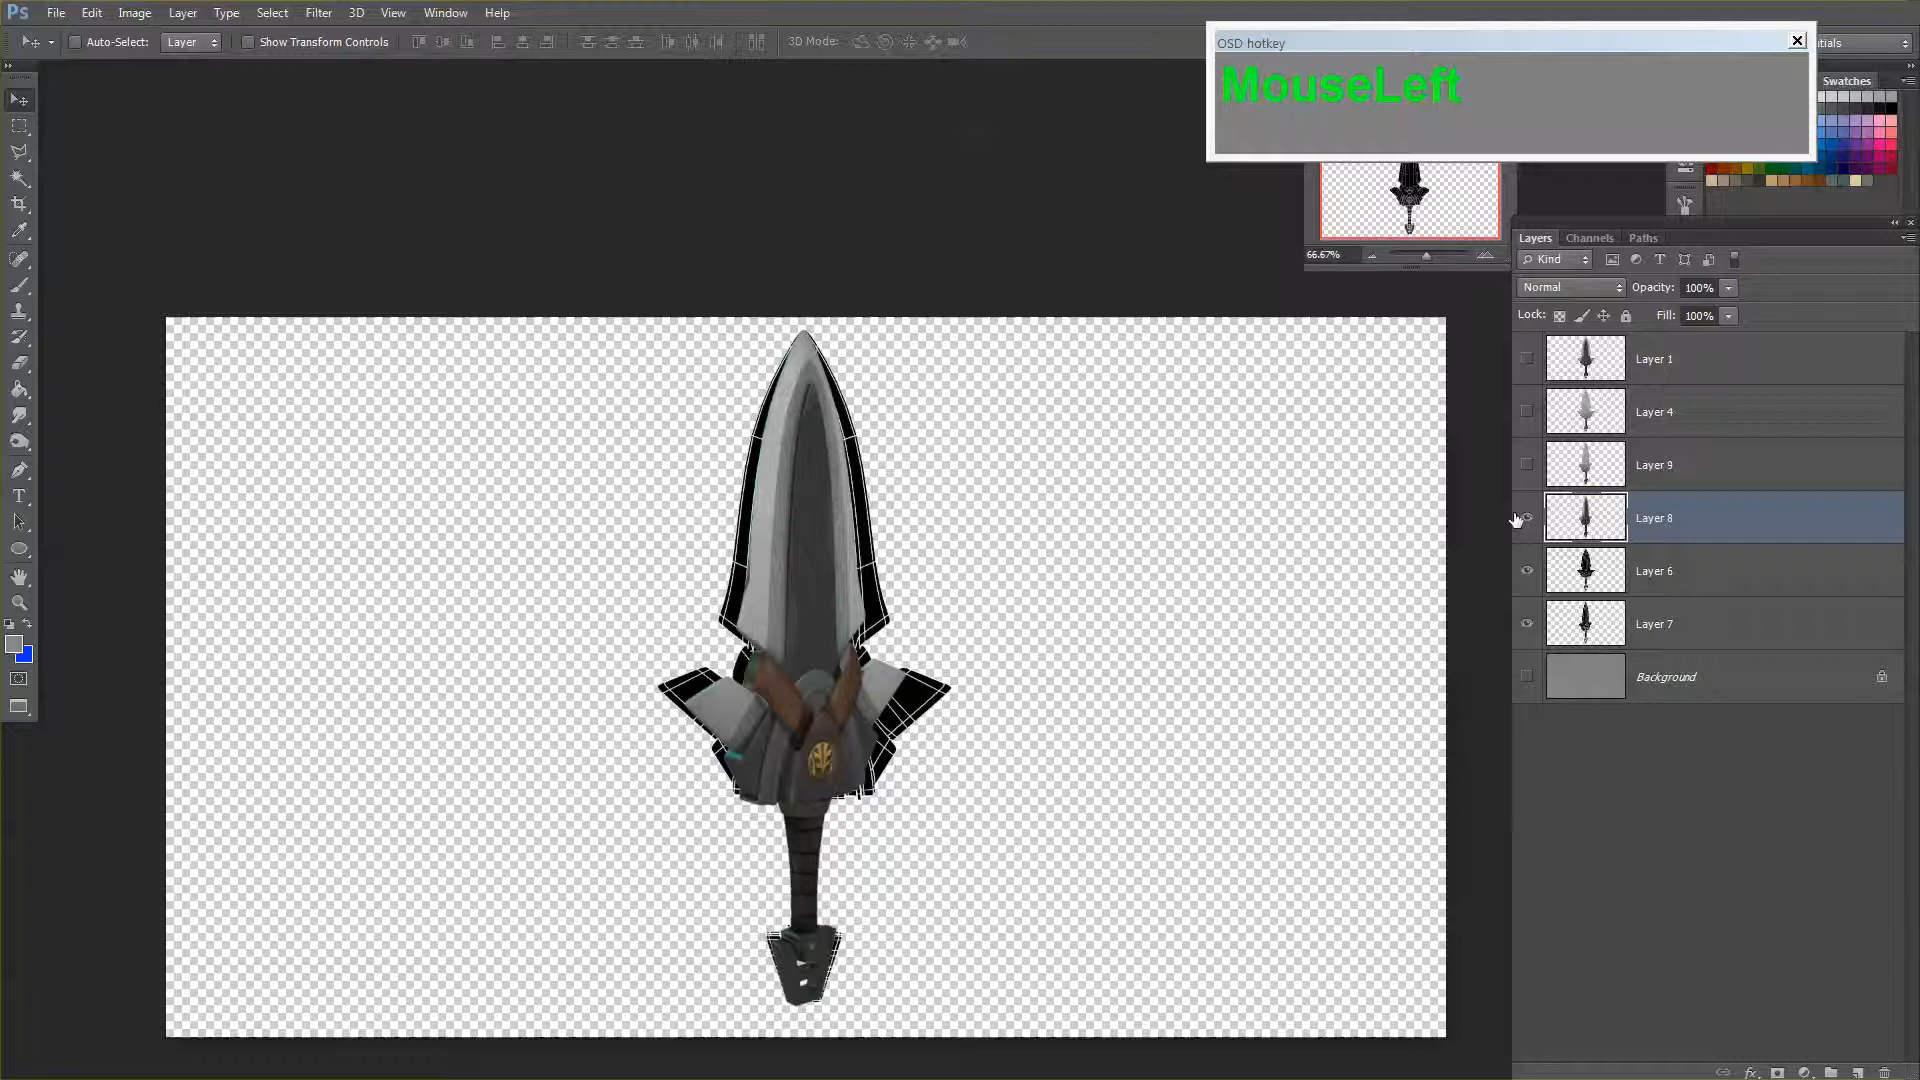 Ps File Edit Image Layer Type Select Filter 3D View Window Help
Auto-Select: Layer Show Transform Controls 3D Mode:
OSD hotkey
MouseLeft
tials
Swatches
66.67%
Layers Channels Paths
Kind
Normal Opacity: 100%
Lock: Fill: 100%
Layer 1
Layer 4
Layer 9
Layer 8
Layer 6
Layer 7
Background